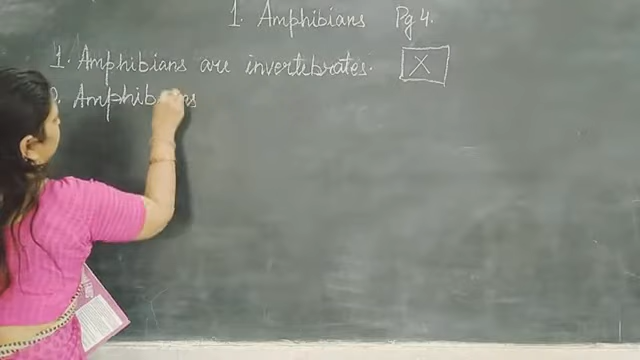 1. Amphibians Pg 4.
1. Amphibians are invertebrates. X
2. Amphibians